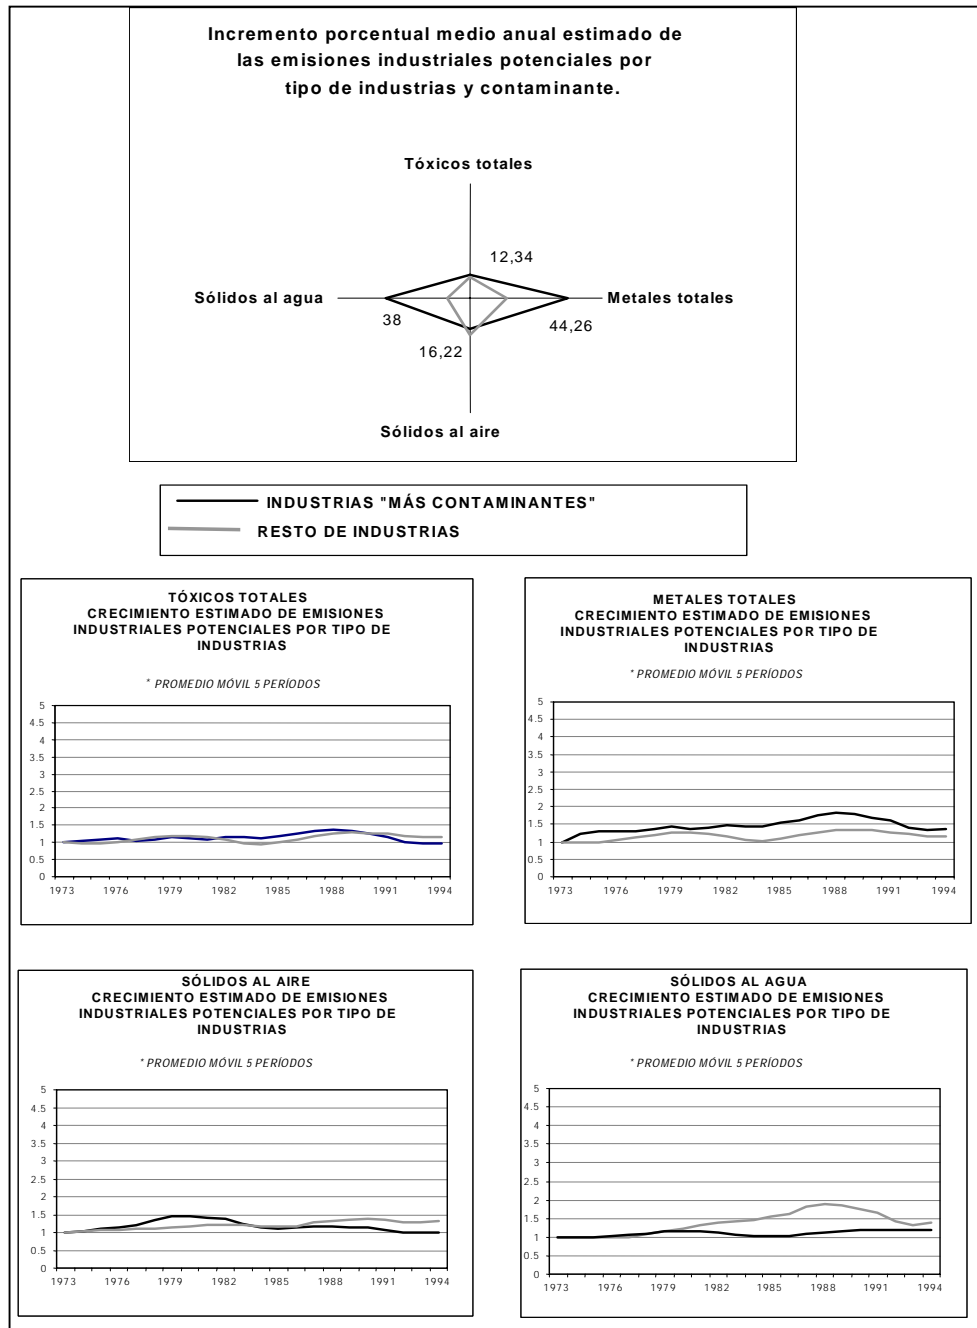 Incremento porcentual medio anual estimado de
las emisiones industriales potenciales por
tipo de industrias y contaminante.
Tóxicos totales
12,34
Sólidos al agua
Metales totales
38
44,26
16,22
Sólidos al aire
INDUSTRIAS "MÁS CONTAMINANTES"
RESTO DE INDUSTRIAS
TÓXICOS TOTALES
CRECIMIENTO ESTIMADO DE EMISIONES
INDUSTRIALES POTENCIALES POR TIPO DE
INDUSTRIAS
* PROMEDIO MÓVIL 5 PERÍODOS
5
4.5
4
3.5
3
2.5
2
1.5
1
0.5
0
1973 1976 1979 1982 1985 1988 1991 1994
METALES TOTALES
CRECIMIENTO ESTIMADO DE EMISIONES
INDUSTRIALES POTENCIALES POR TIPO DE
INDUSTRIAS
* PROMEDIO MÓVIL 5 PERÍODOS
5
4.5
4
3.5
3
2.5
2
1.5
1
0.5
0
1973 1976 1979 1982 1985 1988 1991 1994
SÓLIDOS AL AIRE
CRECIMIENTO ESTIMADO DE EMISIONES
INDUSTRIALES POTENCIALES POR TIPO DE
INDUSTRIAS
* PROMEDIO MÓVIL 5 PERÍODOS
5
4.5
4
3.5
3
2.5
2
1.5
1
0.5
0
1973 1976 1979 1982 1985 1988 1991 1994
SÓLIDOS AL AGUA
CRECIMIENTO ESTIMADO DE EMISIONES
INDUSTRIALES POTENCIALES POR TIPO DE
INDUSTRIAS
* PROMEDIO MÓVIL 5 PERÍODOS
5
4.5
4
3.5
3
2.5
2
1.5
1
0.5
0
1973 1976 1979 1982 1985 1988 1991 1994